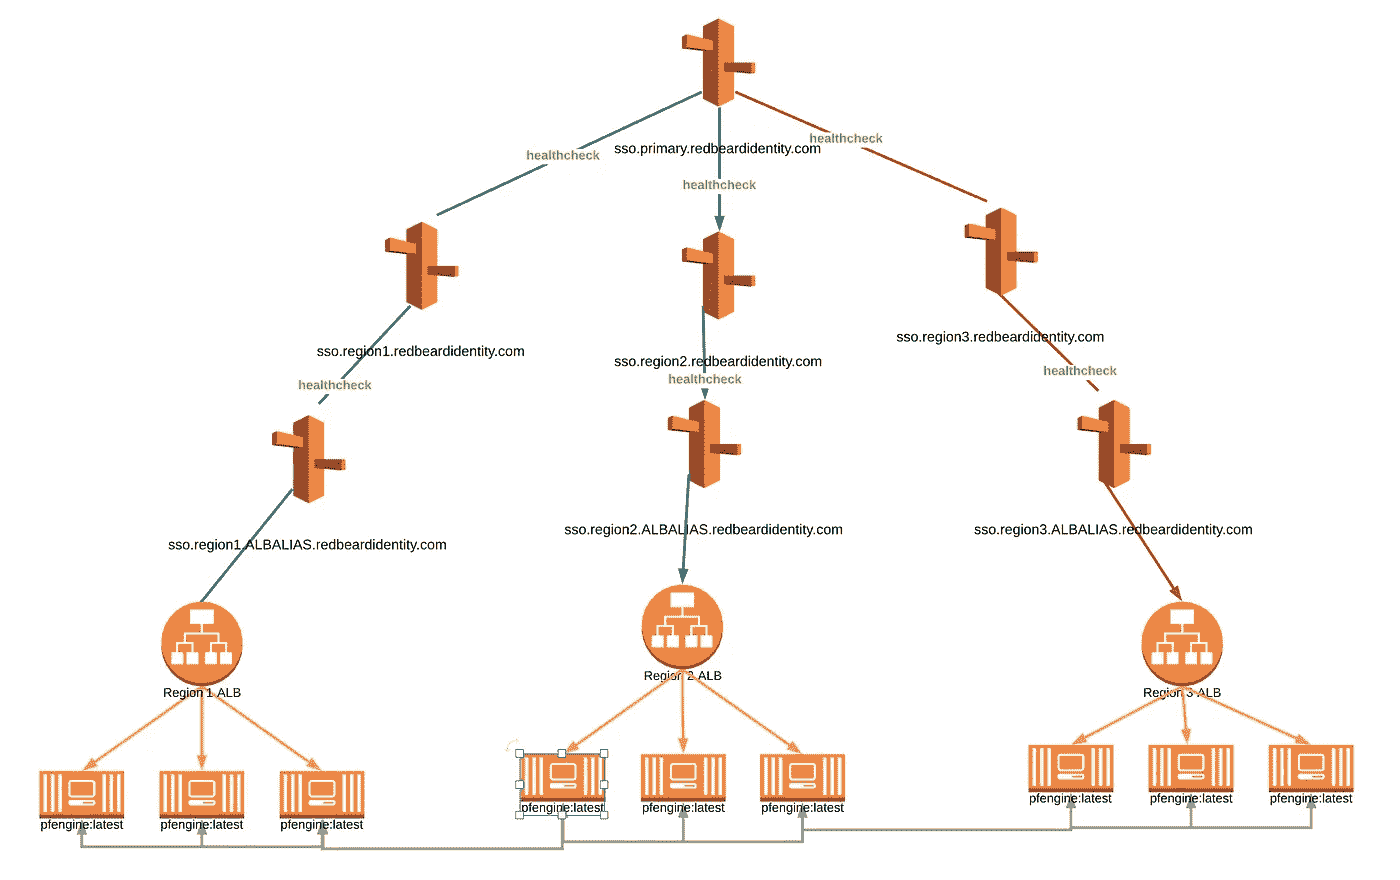 healthcheck
sso.primary.redbeardidentity.com
healthcheck
healthcheck
sso.region1.redbeardidentity.com
sso.region2.redbeardidentity.com
sso.region3.redbeardidentity.com
healthcheck
healthcheck
healthcheck
sso.region1.ALBALIAS.redbeardidentity.com
sso.region2.ALBALIAS.redbeardidentity.com
sso.region3.ALBALIAS.redbeardidentity.com
Region 1 ALB
Region 2 ALB
Region 3 ALB
pfengine:latest
pfengine:latest
pfengine:latest
pfengine:latest
pfengine:latest
pfengine:latest
pfengine:latest
pfengine:latest
pfengine:latest